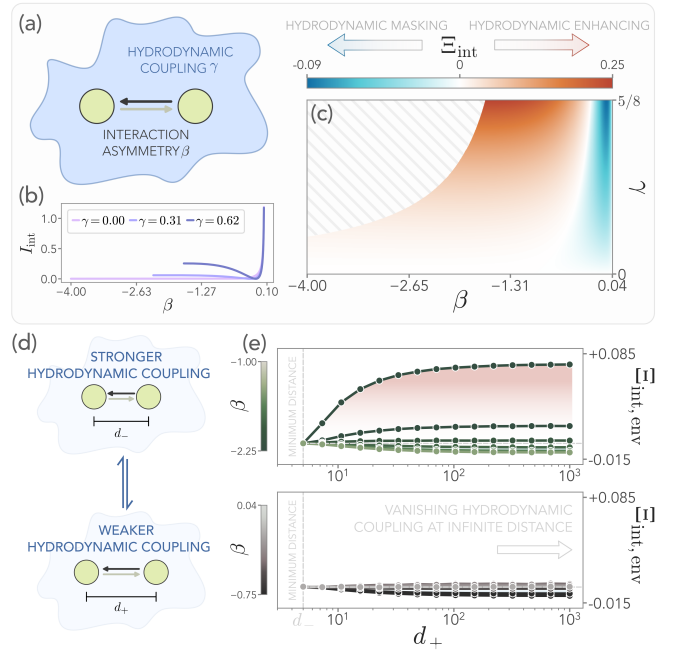 (a)
HYDRODYNAMIC
COUPLING γ
INTERACTION
ASYMMETRY β
HYDRODYNAMIC MASKING
HYDRODYNAMIC ENHANCING
Ξint
-0.09
0
0.25
(c)
5/8
γ
0
−4.00
−2.65
−1.31
0.04
β
(b)
γ = 0.00
γ = 0.31
γ = 0.62
Iint
1.0
0.5
0.0
−4.00
−2.63
−1.27
0.10
β
(d)
STRONGER
HYDRODYNAMIC COUPLING
d−
WEAKER
HYDRODYNAMIC COUPLING
d+
(e)
−1.00
β
−2.25
MINIMUM DISTANCE
+0.085
Ξint, env
-0.015
10¹
10²
10³
0.04
β
−0.75
MINIMUM DISTANCE
VANISHING HYDRODYNAMIC
COUPLING AT INFINITE DISTANCE
+0.085
Ξint, env
-0.015
d−
10¹
10²
10³
d+